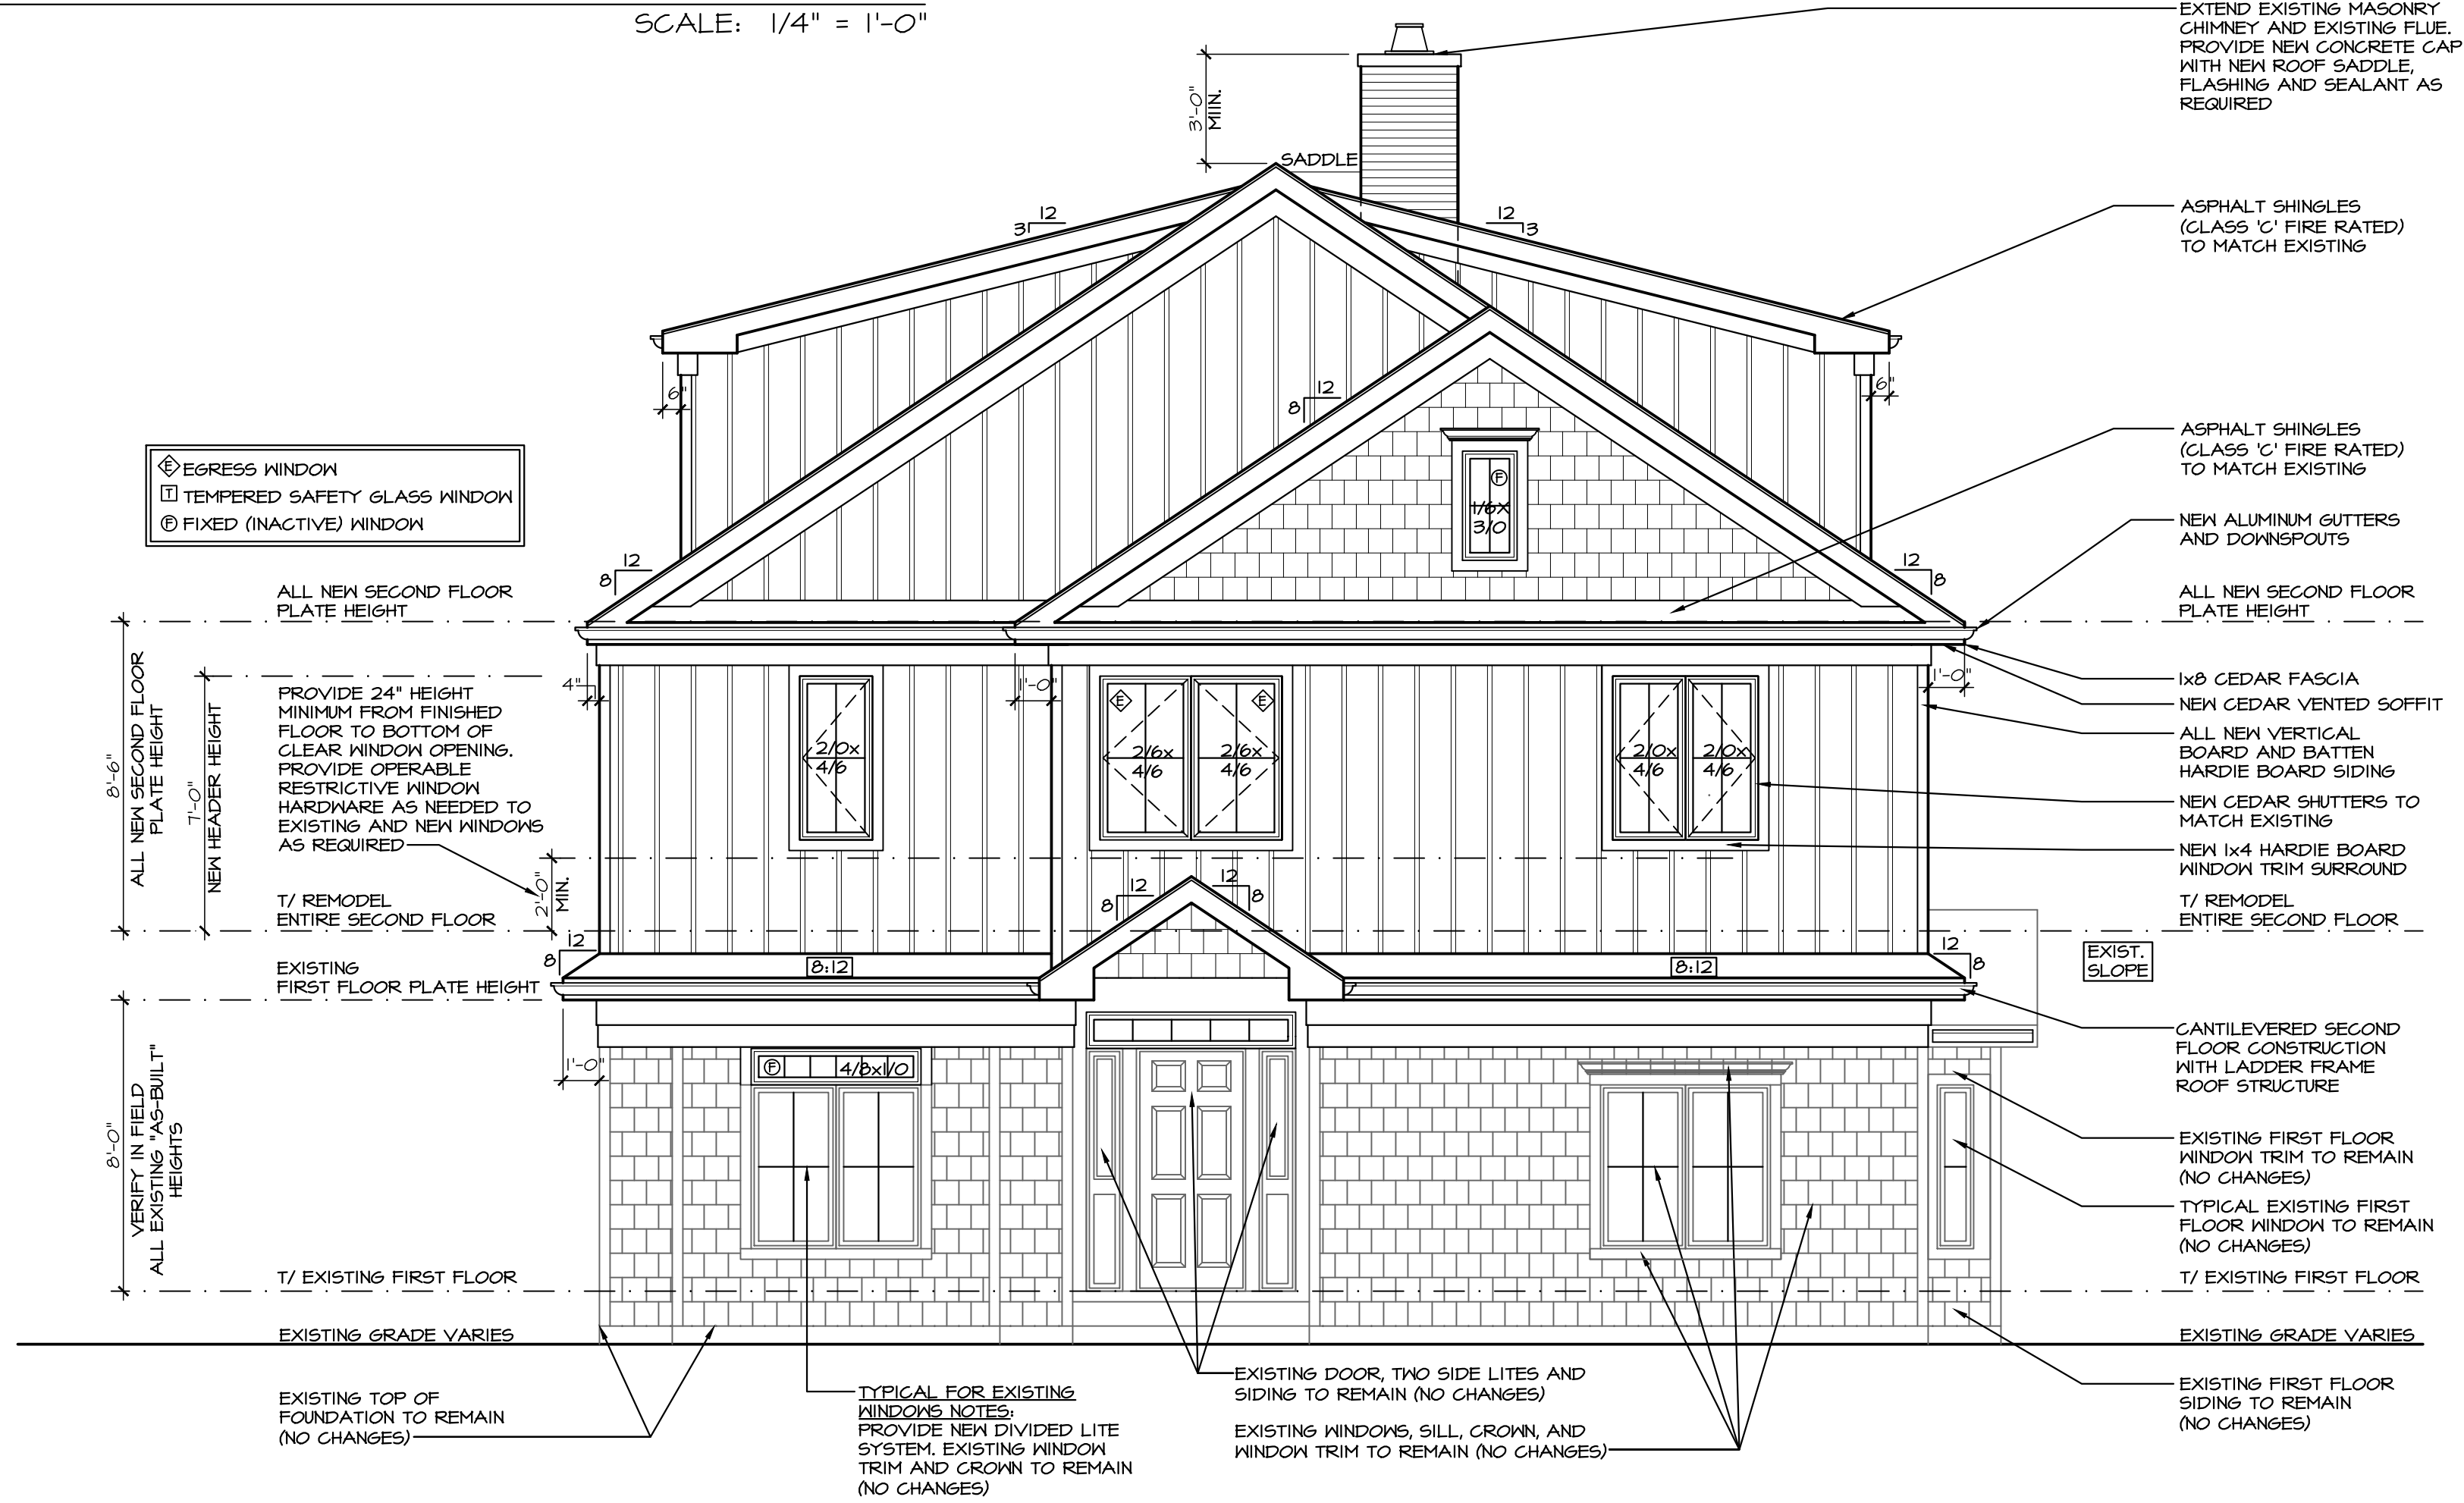 SCALE: 1/4" = 1'-0"
EXTEND EXISTING MASONRY
CHIMNEY AND EXISTING FLUE.
PROVIDE NEW CONCRETE CAP
WITH NEW ROOF SADDLE,
FLASHING AND SEALANT AS
REQUIRED
3'-0"
MIN.
SADDLE
12
3
12
3
ASPHALT SHINGLES
(CLASS 'C' FIRE RATED)
TO MATCH EXISTING
6"
6"
12
8
ASPHALT SHINGLES
(CLASS 'C' FIRE RATED)
TO MATCH EXISTING
E EGRESS WINDOW
T TEMPERED SAFETY GLASS WINDOW
F FIXED (INACTIVE) WINDOW
F
1/6x
3/0
NEW ALUMINUM GUTTERS
AND DOWNSPOUTS
12
8
12
8
ALL NEW SECOND FLOOR
PLATE HEIGHT
ALL NEW SECOND FLOOR
PLATE HEIGHT
8'-6"
ALL NEW SECOND FLOOR
PLATE HEIGHT
7'-0"
NEW HEADER HEIGHT
PROVIDE 24" HEIGHT
MINIMUM FROM FINISHED
FLOOR TO BOTTOM OF
CLEAR WINDOW OPENING.
PROVIDE OPERABLE
RESTRICTIVE WINDOW
HARDWARE AS NEEDED TO
EXISTING AND NEW WINDOWS
AS REQUIRED
4"
1'-0"
1'-0"
E
E
2/0x
4/6
2/6x
4/6
2/6x
4/6
2/0x
4/6
2/0x
4/6
1x8 CEDAR FASCIA
NEW CEDAR VENTED SOFFIT
ALL NEW VERTICAL
BOARD AND BATTEN
HARDIE BOARD SIDING
NEW CEDAR SHUTTERS TO
MATCH EXISTING
NEW 1x4 HARDIE BOARD
WINDOW TRIM SURROUND
2'-0"
MIN.
T/ REMODEL
ENTIRE SECOND FLOOR
12
8
12
8
T/ REMODEL
ENTIRE SECOND FLOOR
12
8
8:12
8:12
12
8
EXIST.
SLOPE
EXISTING
FIRST FLOOR PLATE HEIGHT
8'-0"
VERIFY IN FIELD
ALL EXISTING "AS-BUILT"
HEIGHTS
1'-0"
F
4/8x1/0
CANTILEVERED SECOND
FLOOR CONSTRUCTION
WITH LADDER FRAME
ROOF STRUCTURE
EXISTING FIRST FLOOR
WINDOW TRIM TO REMAIN
(NO CHANGES)
TYPICAL EXISTING FIRST
FLOOR WINDOW TO REMAIN
(NO CHANGES)
T/ EXISTING FIRST FLOOR
T/ EXISTING FIRST FLOOR
EXISTING GRADE VARIES
EXISTING GRADE VARIES
EXISTING TOP OF
FOUNDATION TO REMAIN
(NO CHANGES)
TYPICAL FOR EXISTING
WINDOWS NOTES:
PROVIDE NEW DIVIDED LITE
SYSTEM. EXISTING WINDOW
TRIM AND CROWN TO REMAIN
(NO CHANGES)
EXISTING DOOR, TWO SIDE LITES AND
SIDING TO REMAIN (NO CHANGES)
EXISTING WINDOWS, SILL, CROWN, AND
WINDOW TRIM TO REMAIN (NO CHANGES)
EXISTING FIRST FLOOR
SIDING TO REMAIN
(NO CHANGES)